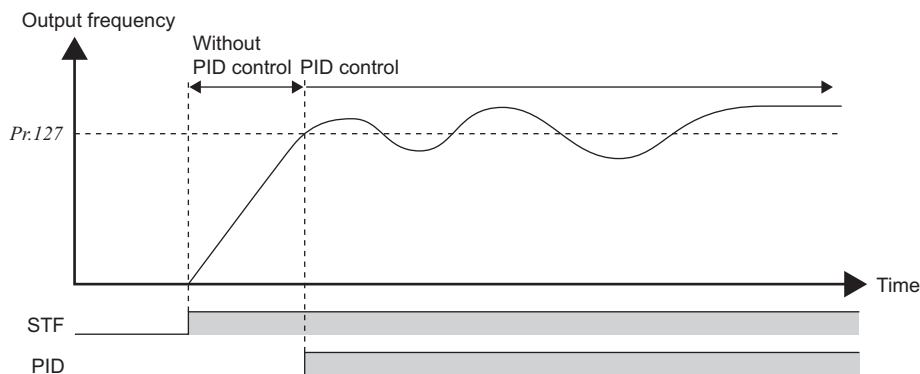 Output frequency
Without
PID control PID control
Pr.127
Time
STF
PID